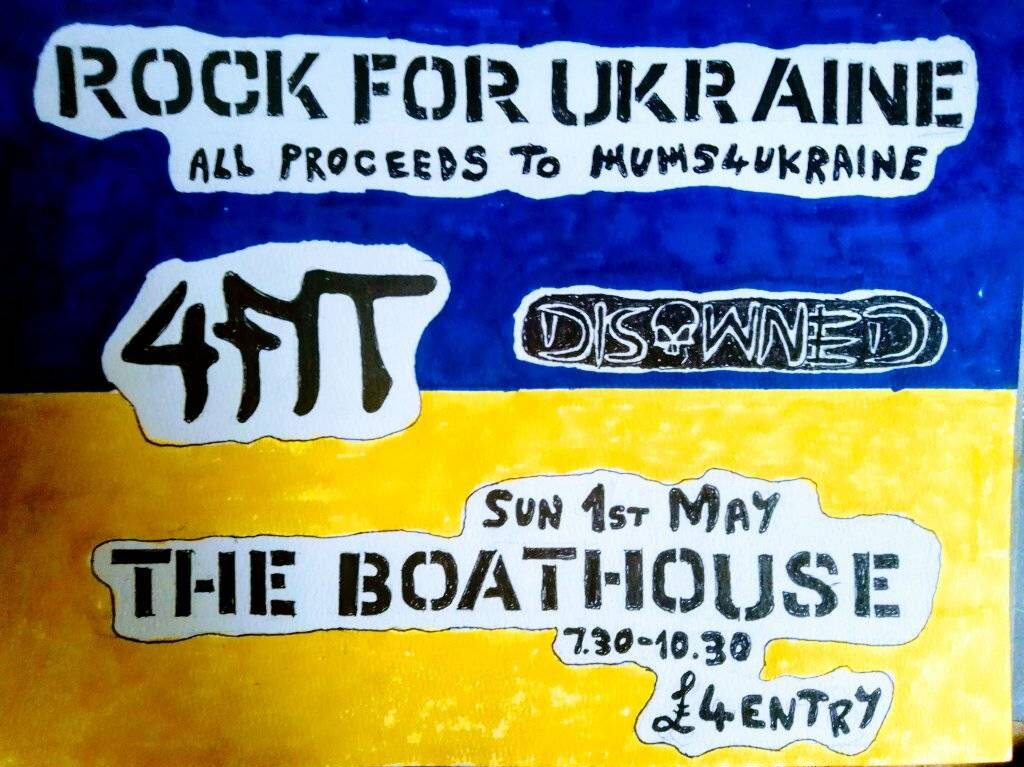 ROCK FOR UKRAINE
ALL PROCEEDS TO MUMS4UKRAINE
4FT
DISOWNED
SUN 1ST MAY
THE BOATHOUSE
7.30-10.30
£4 ENTRY